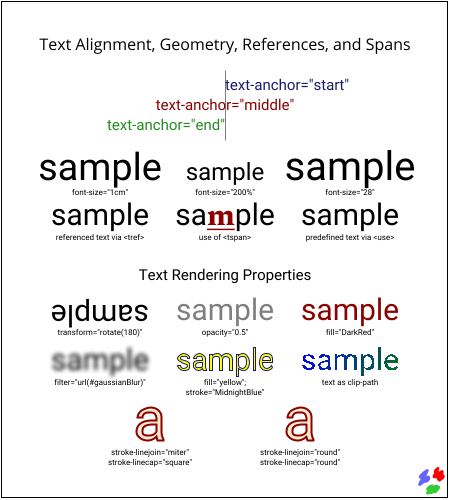 Text Alignment, Geometry, References, and Spans
text-anchor="start"
text-anchor="middle"
text-anchor="end"
sample sample sample
font-size="1cm" font-size="200%" font-size="28"
sample sample sample
referenced text via <tref> use of <tspan> predefined text via <use>
Text Rendering Properties
sample sample sample
transform="rotate(180)" opacity="0.5" fill="DarkRed"
sample sample sample
filter="url(#gaussianBlur)" fill="yellow"; text as clip-path
stroke="MidnightBlue"
a a
stroke-linejoin="miter" stroke-linejoin="round"
stroke-linecap="square" stroke-linecap="round"